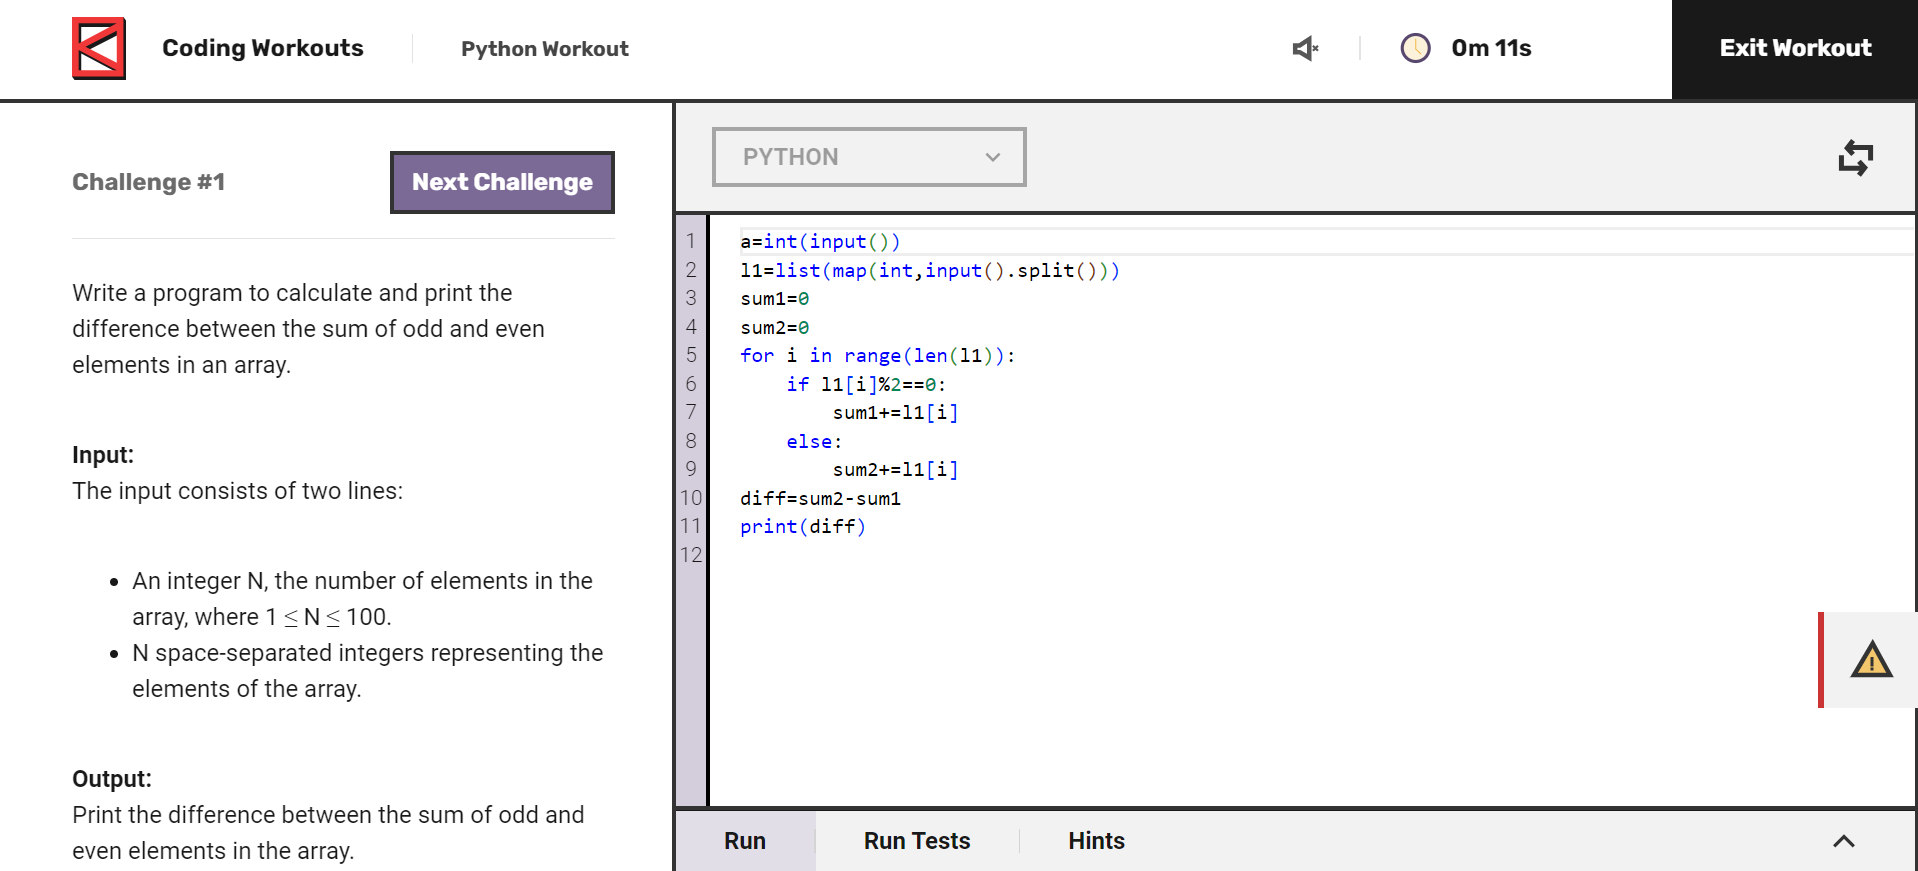 Coding Workouts
Python Workout
0m 11s
Exit Workout
Challenge #1
Next Challenge
Write a program to calculate and print the
difference between the sum of odd and even
elements in an array.
Input:
The input consists of two lines:
• An integer N, the number of elements in the
array, where 1 ≤ N ≤ 100.
• N space-separated integers representing the
elements of the array.
Output:
Print the difference between the sum of odd and
even elements in the array.
PYTHON
1 a=int(input())
2 l1=list(map(int,input().split()))
3 sum1=0
4 sum2=0
5 for i in range(len(l1)):
6     if l1[i]%2==0:
7         sum1+=l1[i]
8     else:
9         sum2+=l1[i]
10 diff=sum2-sum1
11 print(diff)
12
Run
Run Tests
Hints